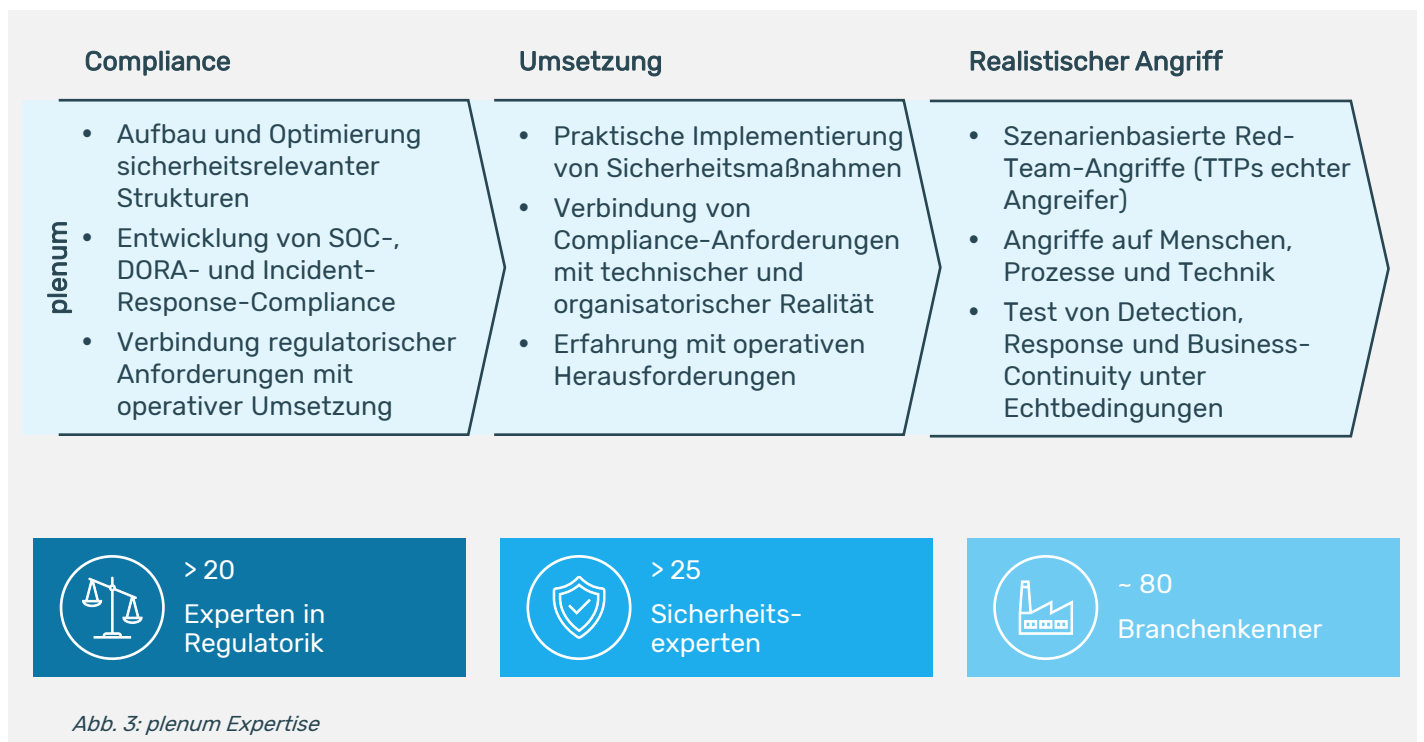 Compliance
Umsetzung
Realistischer Angriff
plenum
• Aufbau und Optimierung
sicherheitsrelevanter
Strukturen
• Entwicklung von SOC-,
DORA- und Incident-
Response-Compliance
• Verbindung regulatorischer
Anforderungen mit
operativer Umsetzung
• Praktische Implementierung
von Sicherheitsmaßnahmen
• Verbindung von
Compliance-Anforderungen
mit technischer und
organisatorischer Realität
• Erfahrung mit operativen
Herausforderungen
• Szenarienbasierte Red-
Team-Angriffe (TTPs echter
Angreifer)
• Angriffe auf Menschen,
Prozesse und Technik
• Test von Detection,
Response und Business-
Continuity unter
Echtbedingungen
> 20
Experten in
Regulatorik
> 25
Sicherheits-
experten
~ 80
Branchenkenner
Abb. 3: plenum Expertise